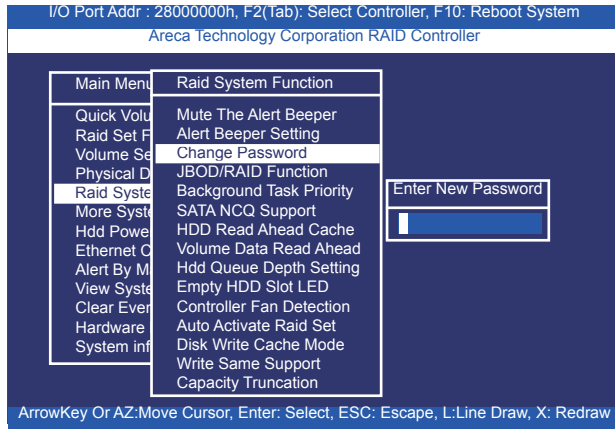 I/O Port Addr : 28000000h, F2(Tab): Select Controller, F10: Reboot System
Areca Technology Corporation RAID Controller
Main Menu
Quick Volu
Raid Set F
Volume Se
Physical D
Raid Syste
More Syste
Hdd Powe
Ethernet C
Alert By M
View Syste
Clear Even
Hardware
System inf
Raid System Function
Mute The Alert Beeper
Alert Beeper Setting
Change Password
JBOD/RAID Function
Background Task Priority
SATA NCQ Support
HDD Read Ahead Cache
Volume Data Read Ahead
Hdd Queue Depth Setting
Empty HDD Slot LED
Controller Fan Detection
Auto Activate Raid Set
Disk Write Cache Mode
Write Same Support
Capacity Truncation
Enter New Password
ArrowKey Or AZ:Move Cursor, Enter: Select, ESC: Escape, L:Line Draw, X: Redraw